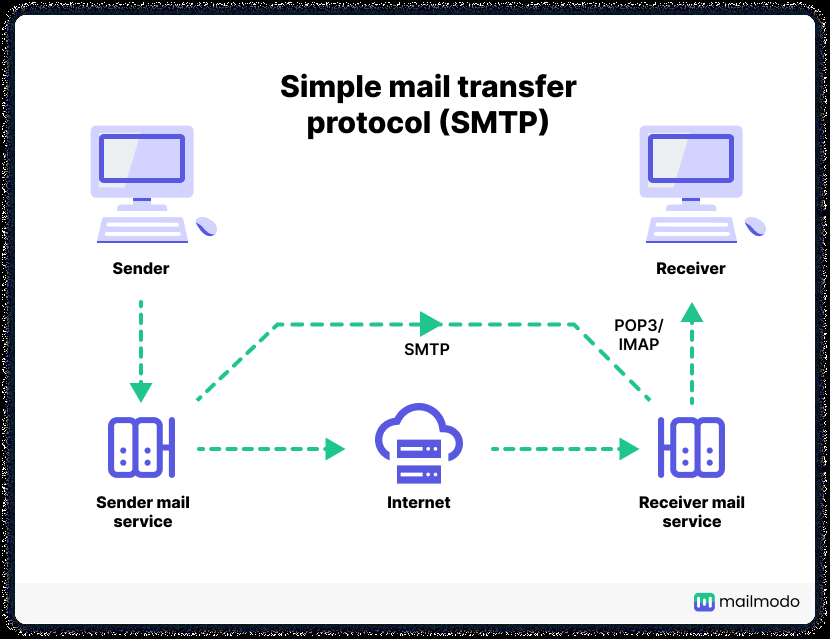 Simple mail transfer
protocol (SMTP)
Sender
Receiver
SMTP
POP3/
IMAP
Sender mail
service
Internet
Receiver mail
service
mailmodo